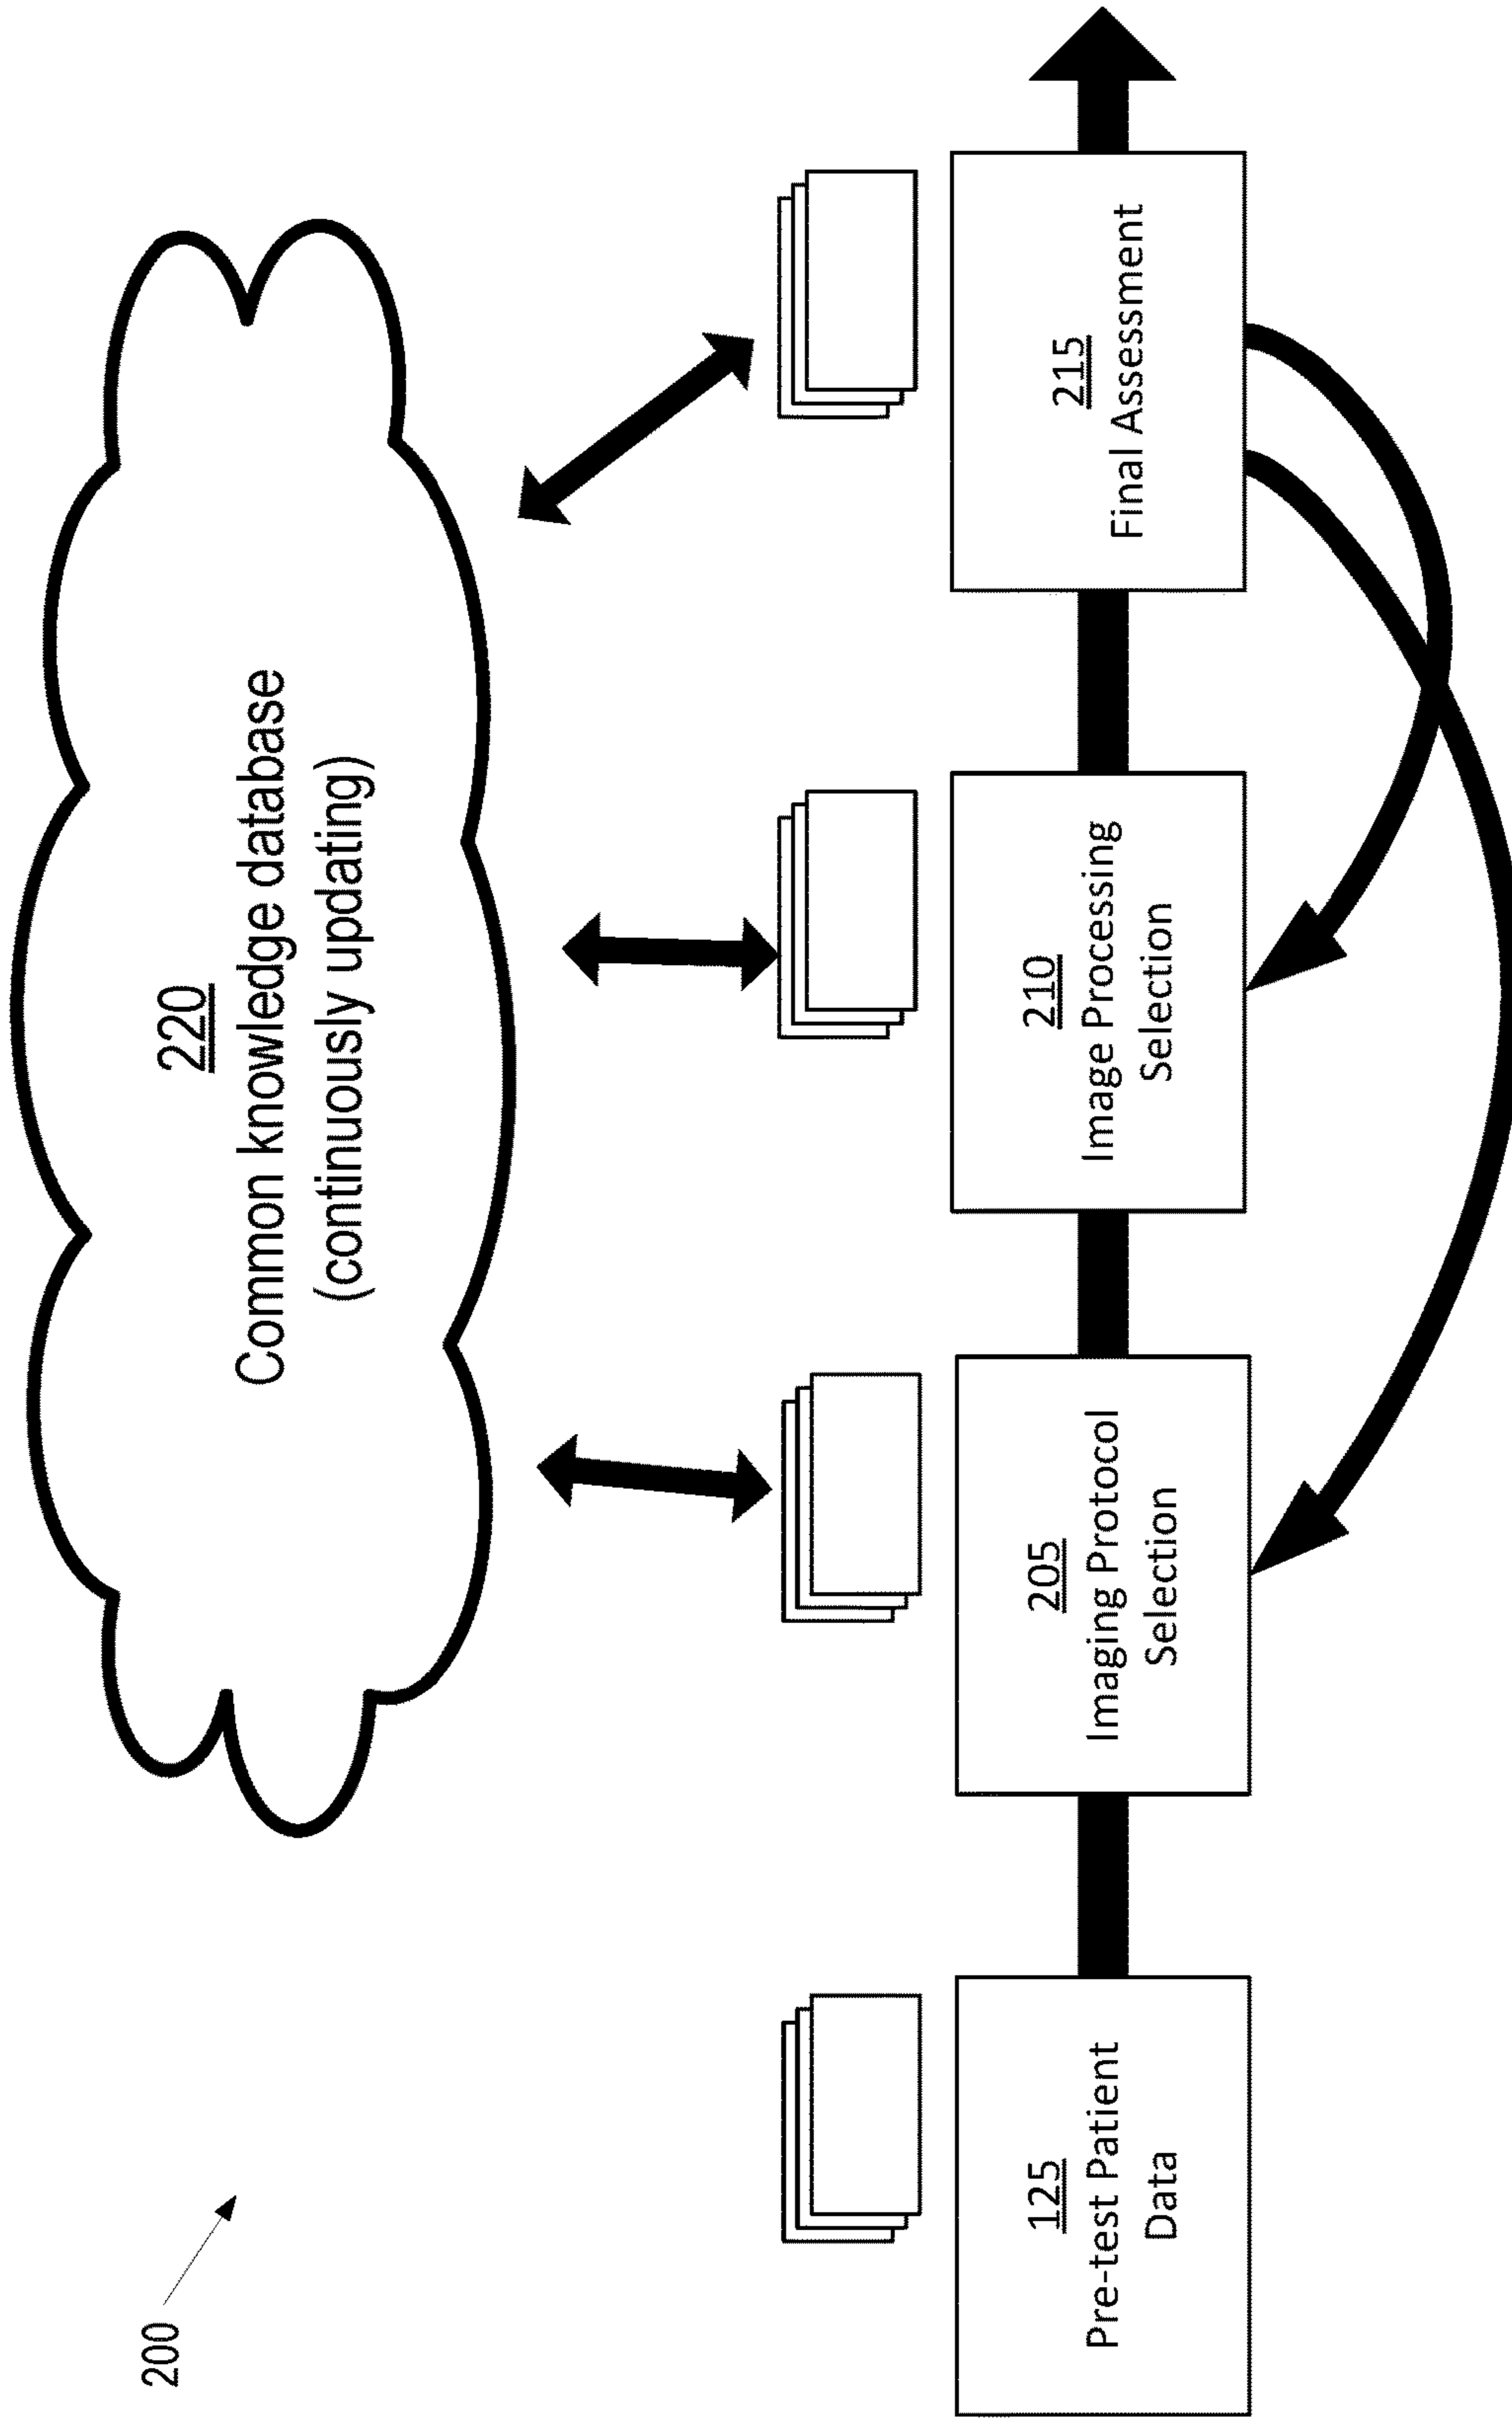 200
220
Common knowledge database
(continuously updating)
125
Pre-test Patient
Data
205
Imaging Protocol
Selection
210
Image Processing
Selection
215
Final Assessment